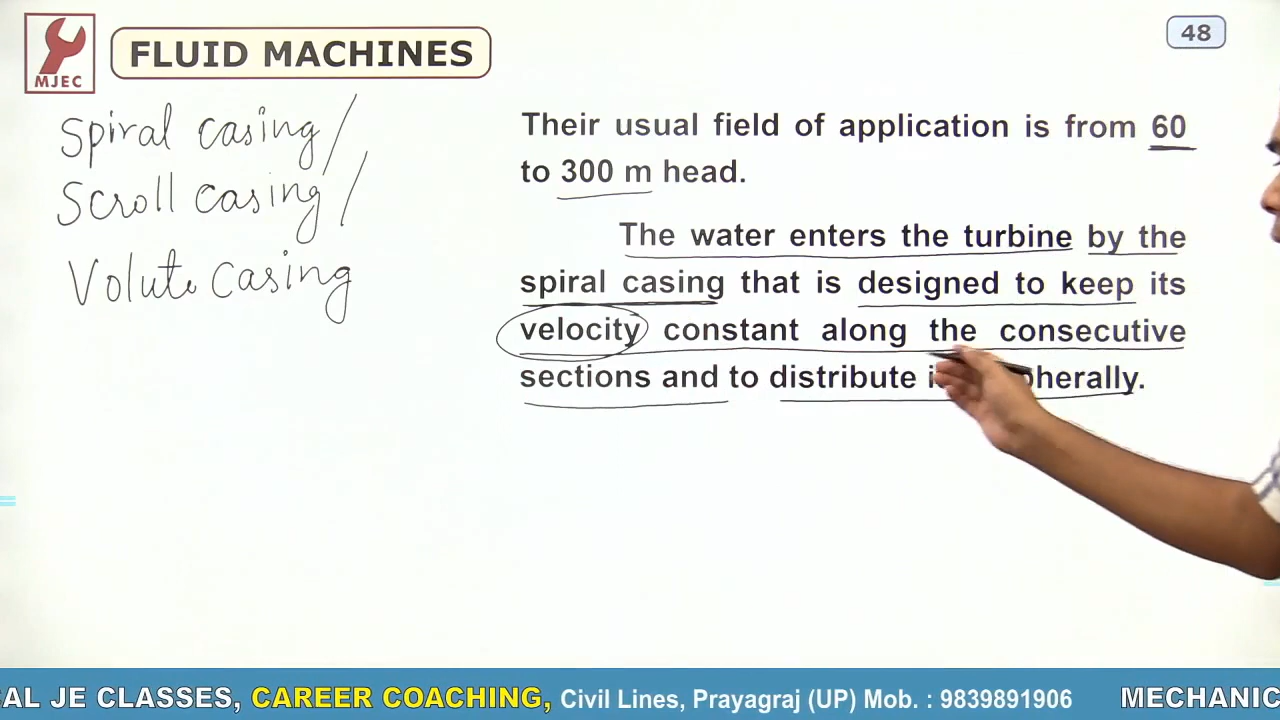 MJEC
FLUID MACHINES
48
Spiral casing/
Scroll casing/
Volute Casing
Their usual field of application is from 60
to 300 m head.
The water enters the turbine by the
spiral casing that is designed to keep its
velocity constant along the consecutive
sections and to distribute
CAREER COACHING, Civil Lines, Prayagraj (UP) Mob. : 9839891906
JE CLASSES,